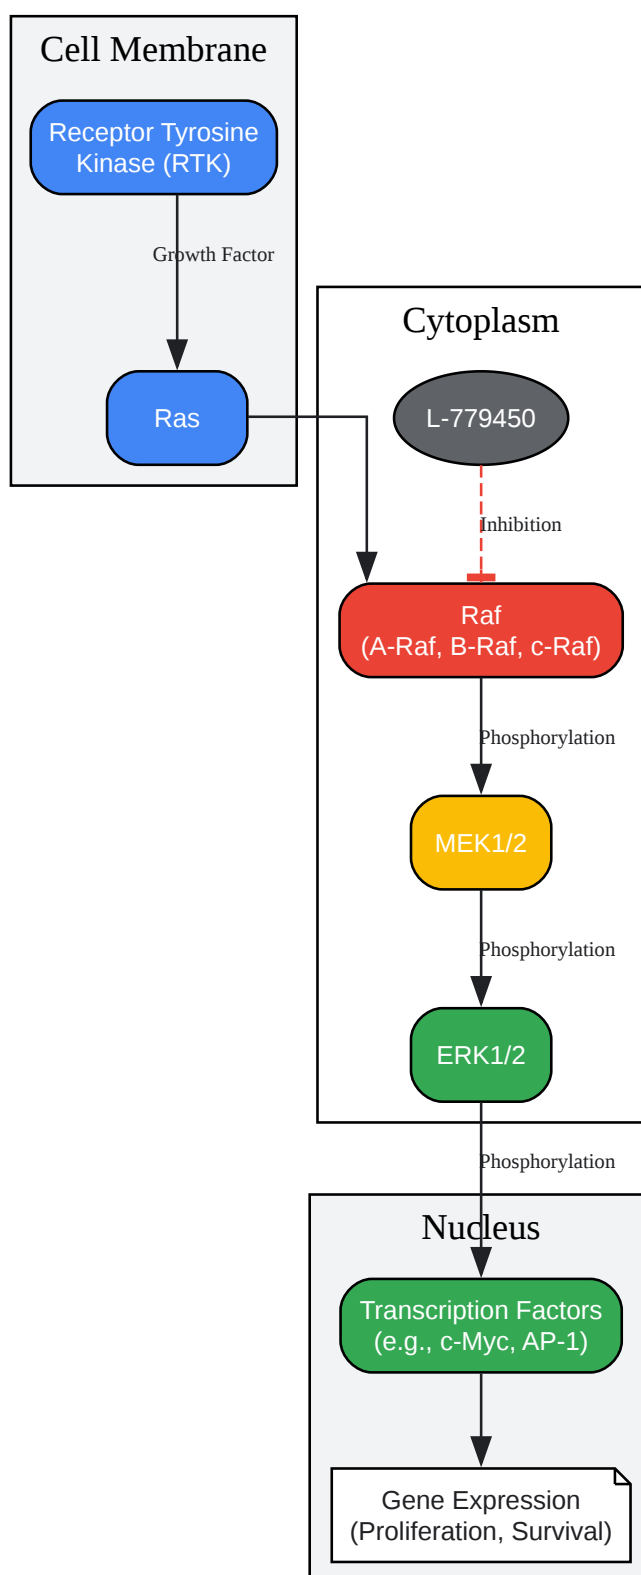 Cell Membrane
Receptor Tyrosine
Kinase (RTK)
Growth Factor
Ras
Cytoplasm
L-779450
Inhibition
Raf
(A-Raf, B-Raf, c-Raf)
Phosphorylation
MEK1/2
Phosphorylation
ERK1/2
Phosphorylation
Nucleus
Transcription Factors
(e.g., c-Myc, AP-1)
Gene Expression
(Proliferation, Survival)